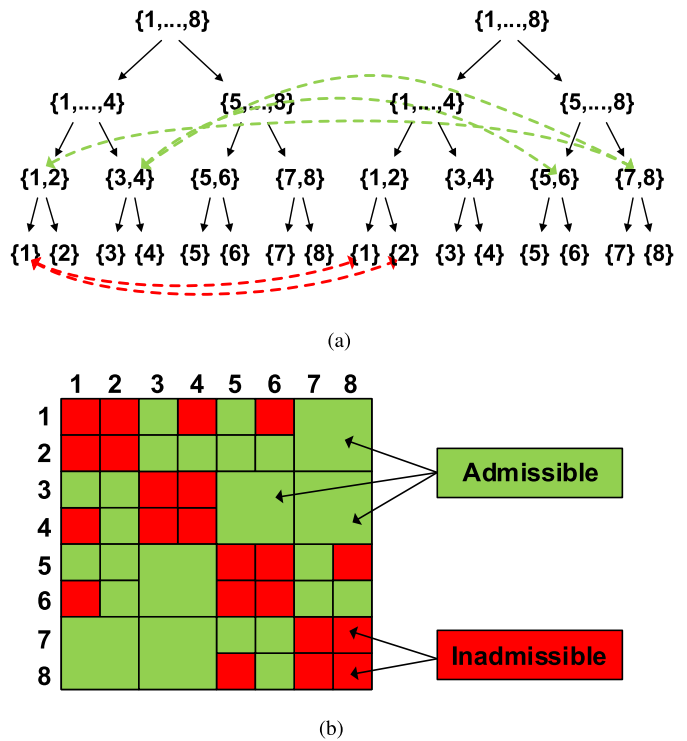 {1,...,8} {1,...,8}
{1,...,4} {5,...,8} {1,...,4} {5,...,8}
{1,2} {3,4} {5,6} {7,8} {1,2} {3,4} {5,6} {7,8}
{1} {2} {3} {4} {5} {6} {7} {8} {1} {2} {3} {4} {5} {6} {7} {8}
(a)
1 2 3 4 5 6 7 8
1
2
Admissible
3
4
5
6
7
Inadmissible
8
(b)